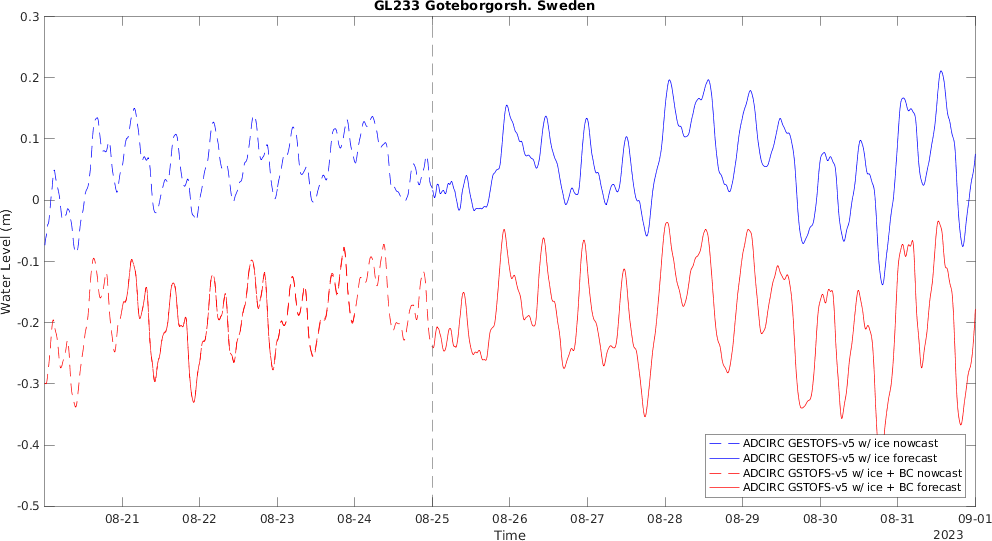 GL233 Goteborgorsh. Sweden
0.3
0.2
0.1
0
-0.1
-0.2
-0.3
-0.4
-0.5
Water Level (m)
ADCIRC GESTOFS-v5 w/ ice nowcast
ADCIRC GESTOFS-v5 w/ ice forecast
ADCIRC GSTOFS-v5 w/ ice + BC nowcast
ADCIRC GSTOFS-v5 w/ ice + BC forecast
08-21 08-22 08-23 08-24 08-25 08-26 08-27 08-28 08-29 08-30 08-31 09-01
Time
2023